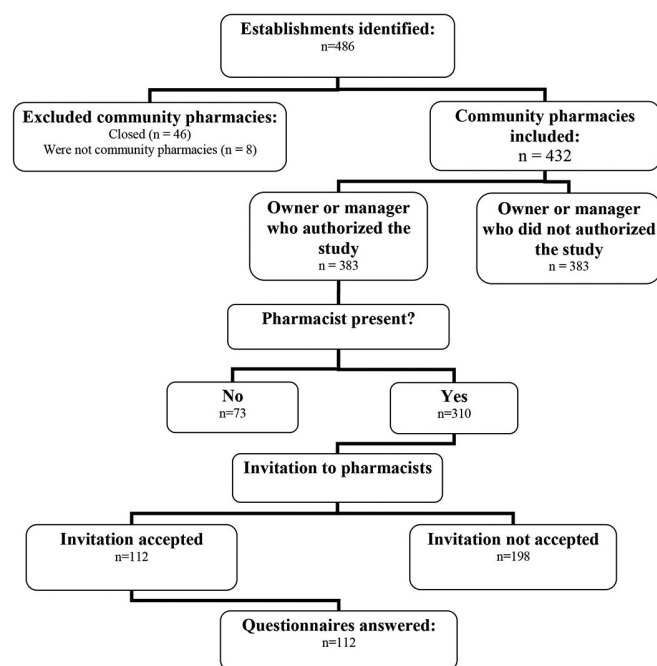 Establishments identified:
n=486
Excluded community pharmacies:
Closed (n = 46)
Were not community pharmacies (n = 8)
Community pharmacies
included:
n = 432
Owner or manager
who authorized the
study
n = 383
Owner or manager
who did not authorized
the study
n = 383
Pharmacist present?
No
n=73
Yes
n=310
Invitation to pharmacists
Invitation accepted
n=112
Invitation not accepted
n=198
Questionnaires answered:
n=112